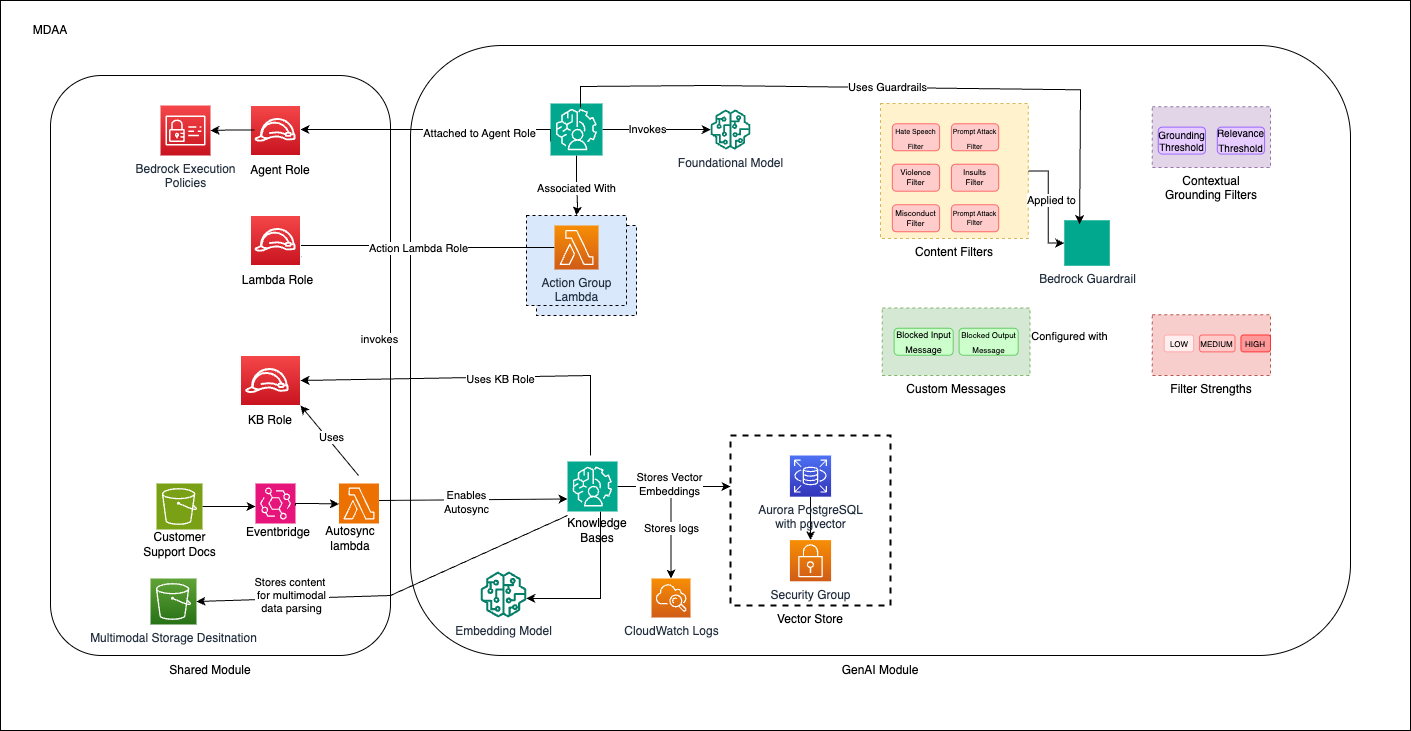 MDAA
Uses Guardrails
Attached to Agent Role
Invokes
Bedrock Execution
Policies
Agent Role
Foundational Model
Associated With
Hate Speech
Filter
Prompt Attack
Filter
Violence
Filter
Insults
Filter
Misconduct
Filter
Prompt Attack
Filter
Content Filters
Applied to
Grounding
Threshold
Relevance
Threshold
Contextual
Grounding Filters
Lambda Role
Action Lambda Role
Action Group
Lambda
Bedrock Guardrail
invokes
Blocked Input
Message
Blocked Output
Message
Configured with
Custom Messages
LOW
MEDIUM
HIGH
Filter Strengths
Uses KB Role
KB Role
Uses
Customer
Support Docs
Eventbridge
Autosync
lambda
Enables
Autosync
Knowledge
Bases
Stores Vector
Embeddings
Stores logs
Aurora PostgreSQL
with pgvector
Security Group
Vector Store
Stores content
for multimodal
data parsing
Multimodal Storage Desitnation
Embedding Model
CloudWatch Logs
Shared Module
GenAI Module